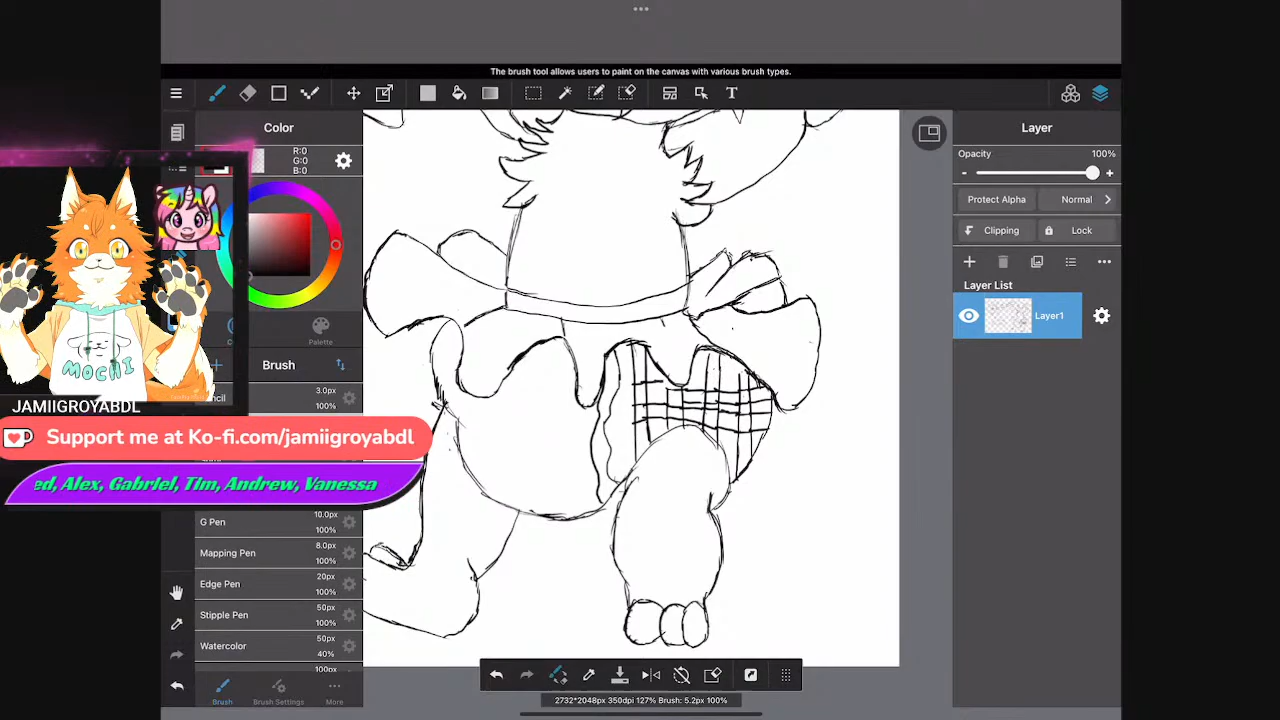 The brush tool allows users to paint on the canvas with various brush types.
T
Color
R:0
G:0
B:0
Palette
Brush
3.0px
100%
MOCHI
JAMIIGROYABDL
Support me at Ko-fi.com/jamiigroyabdl
Alex, Gabriel, Tim, Andrew, Vanessa
10.0px
G Pen
100%
8.0px
Mapping Pen
100%
20px
Edge Pen
100%
50px
Stipple Pen
100%
50px
Watercolor
40%
100px
Brush
Brush Settings
More
2732*2048px 350dpi 127% Brush: 5.2px 100%
Layer
Opacity
100%
-
+
Protect Alpha
Normal
Clipping
Lock
Layer List
Layer1